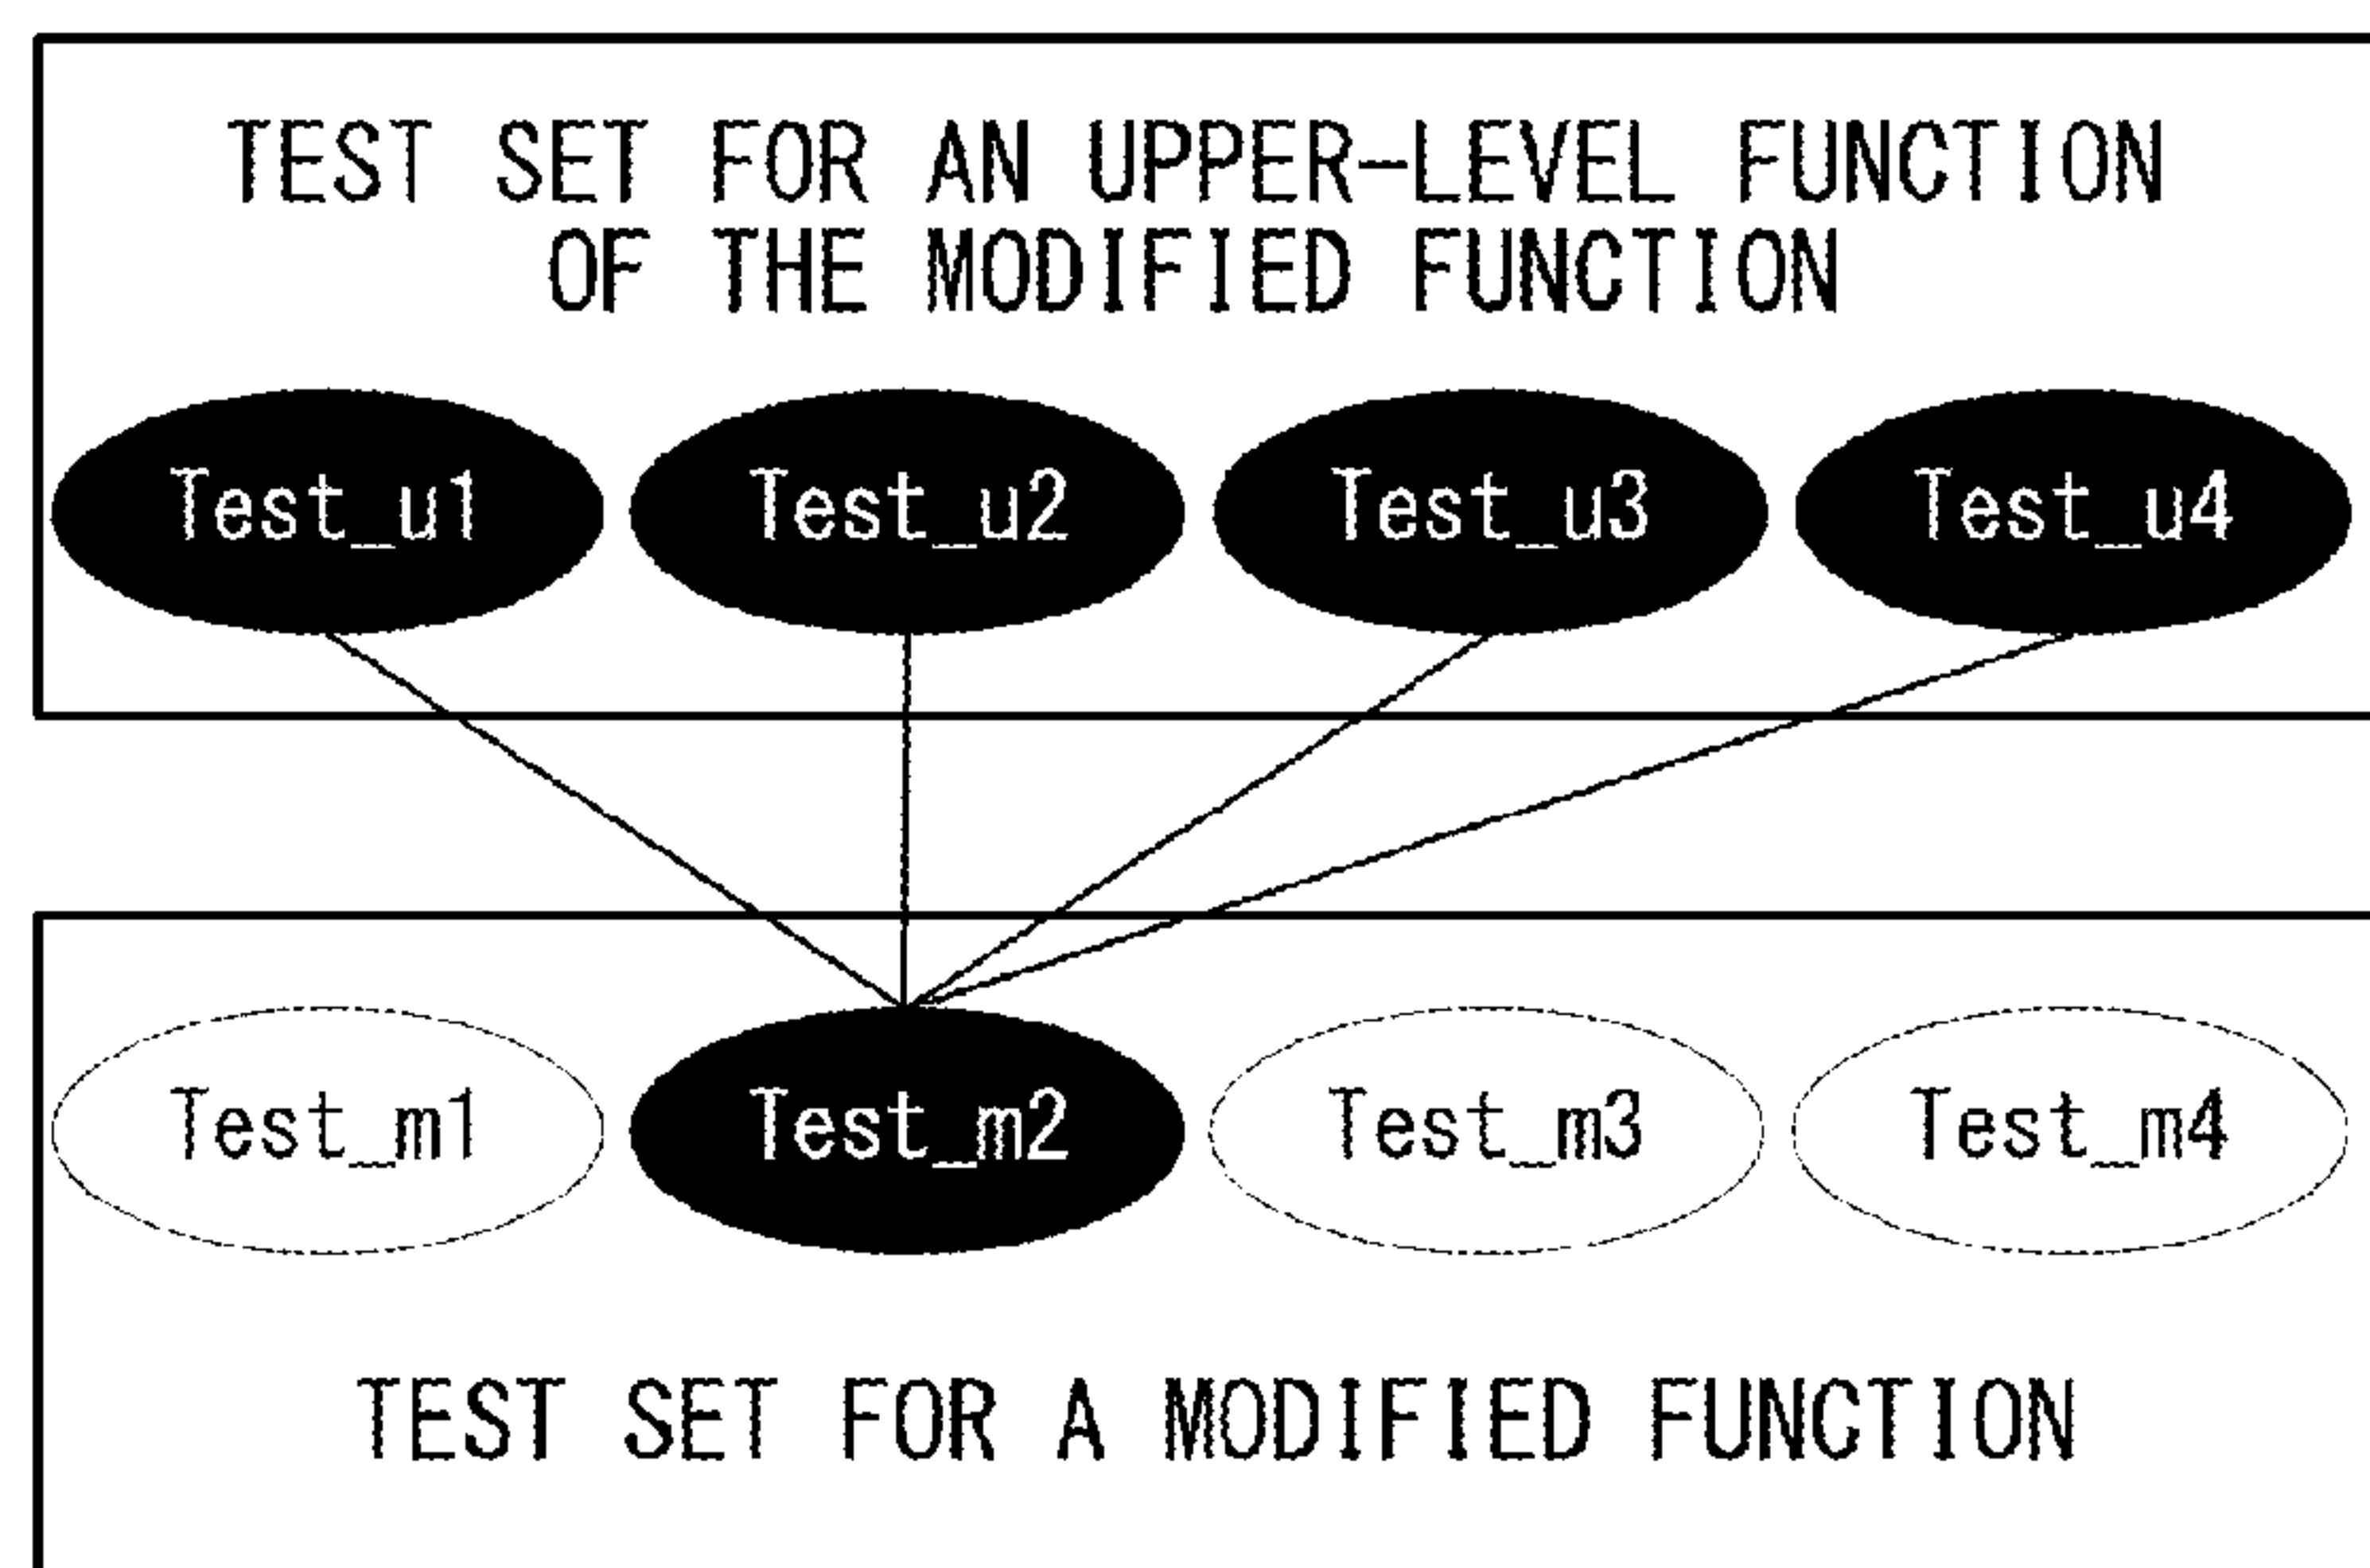 TEST SET FOR AN UPPER-LEVEL FUNCTION
OF THE MODIFIED FUNCTION
Test_u1 Test_u2 Test_u3 Test_u4
Test_m1 Test_m2 Test_m3 Test_m4
TEST SET FOR A MODIFIED FUNCTION